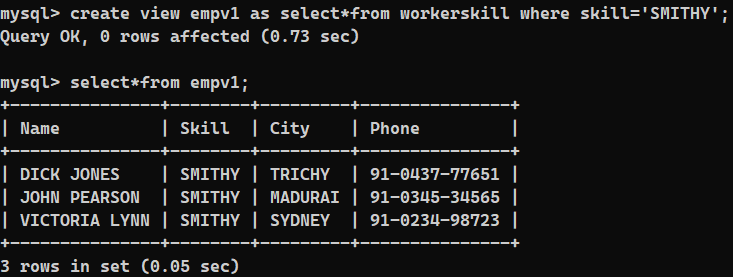 mysql> create view empv1 as select*from workerskill where skill='SMITHY';
Query OK, 0 rows affected (0.73 sec)

mysql> select*from empv1;
+---------------+--------+---------+---------------+
| Name          | Skill  | City    | Phone         |
+---------------+--------+---------+---------------+
| DICK JONES    | SMITHY | TRICHY  | 91-0437-77651 |
| JOHN PEARSON  | SMITHY | MADURAI | 91-0345-34565 |
| VICTORIA LYNN | SMITHY | SYDNEY  | 91-0234-98723 |
+---------------+--------+---------+---------------+
3 rows in set (0.05 sec)